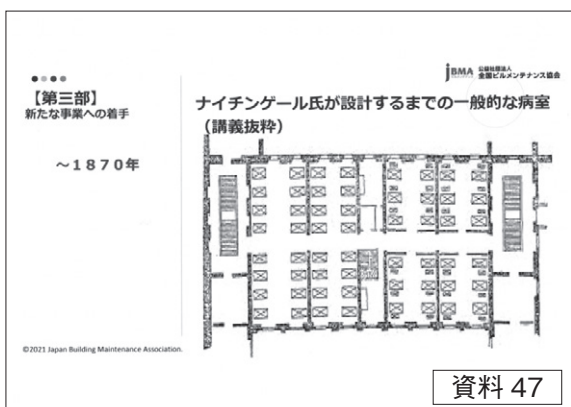 jBMA 公益社団法人
全国ビルメンテナンス協会
【第三部】
新たな事業への着手
～１８７０年
ナイチンゲール氏が設計するまでの一般的な病室
（講義抜粋）
©2021 Japan Building Maintenance Association.
資料 47